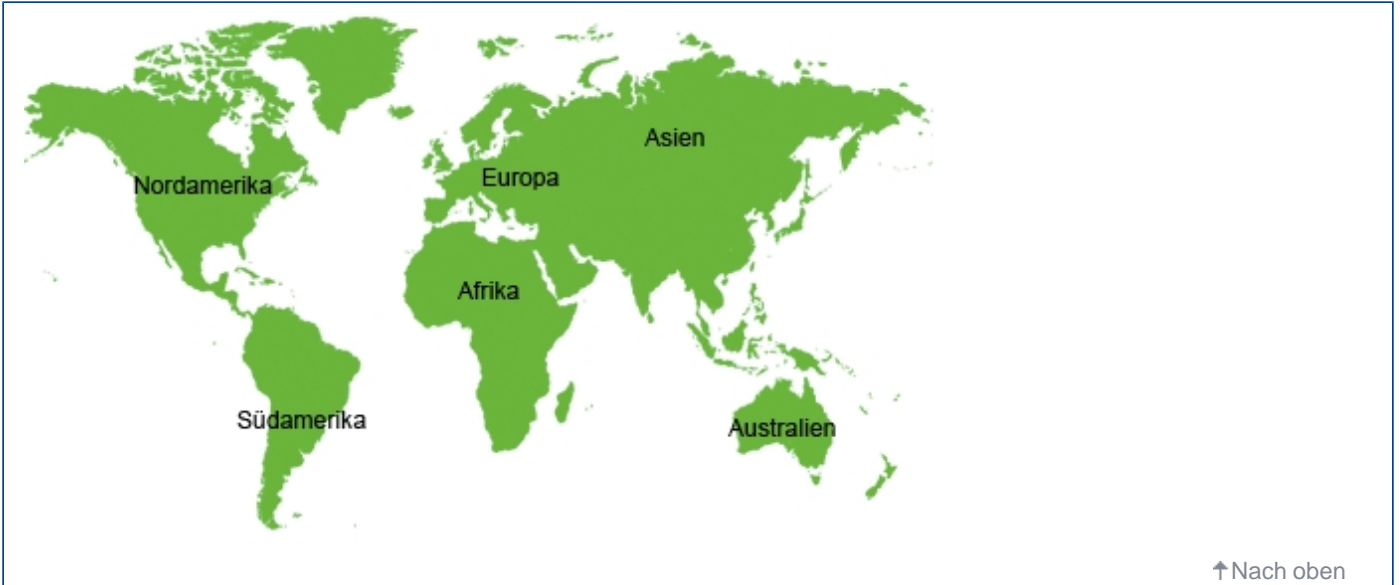 Asien
Europa
Nordamerika
Afrika
Südamerika
Australien
Nach oben